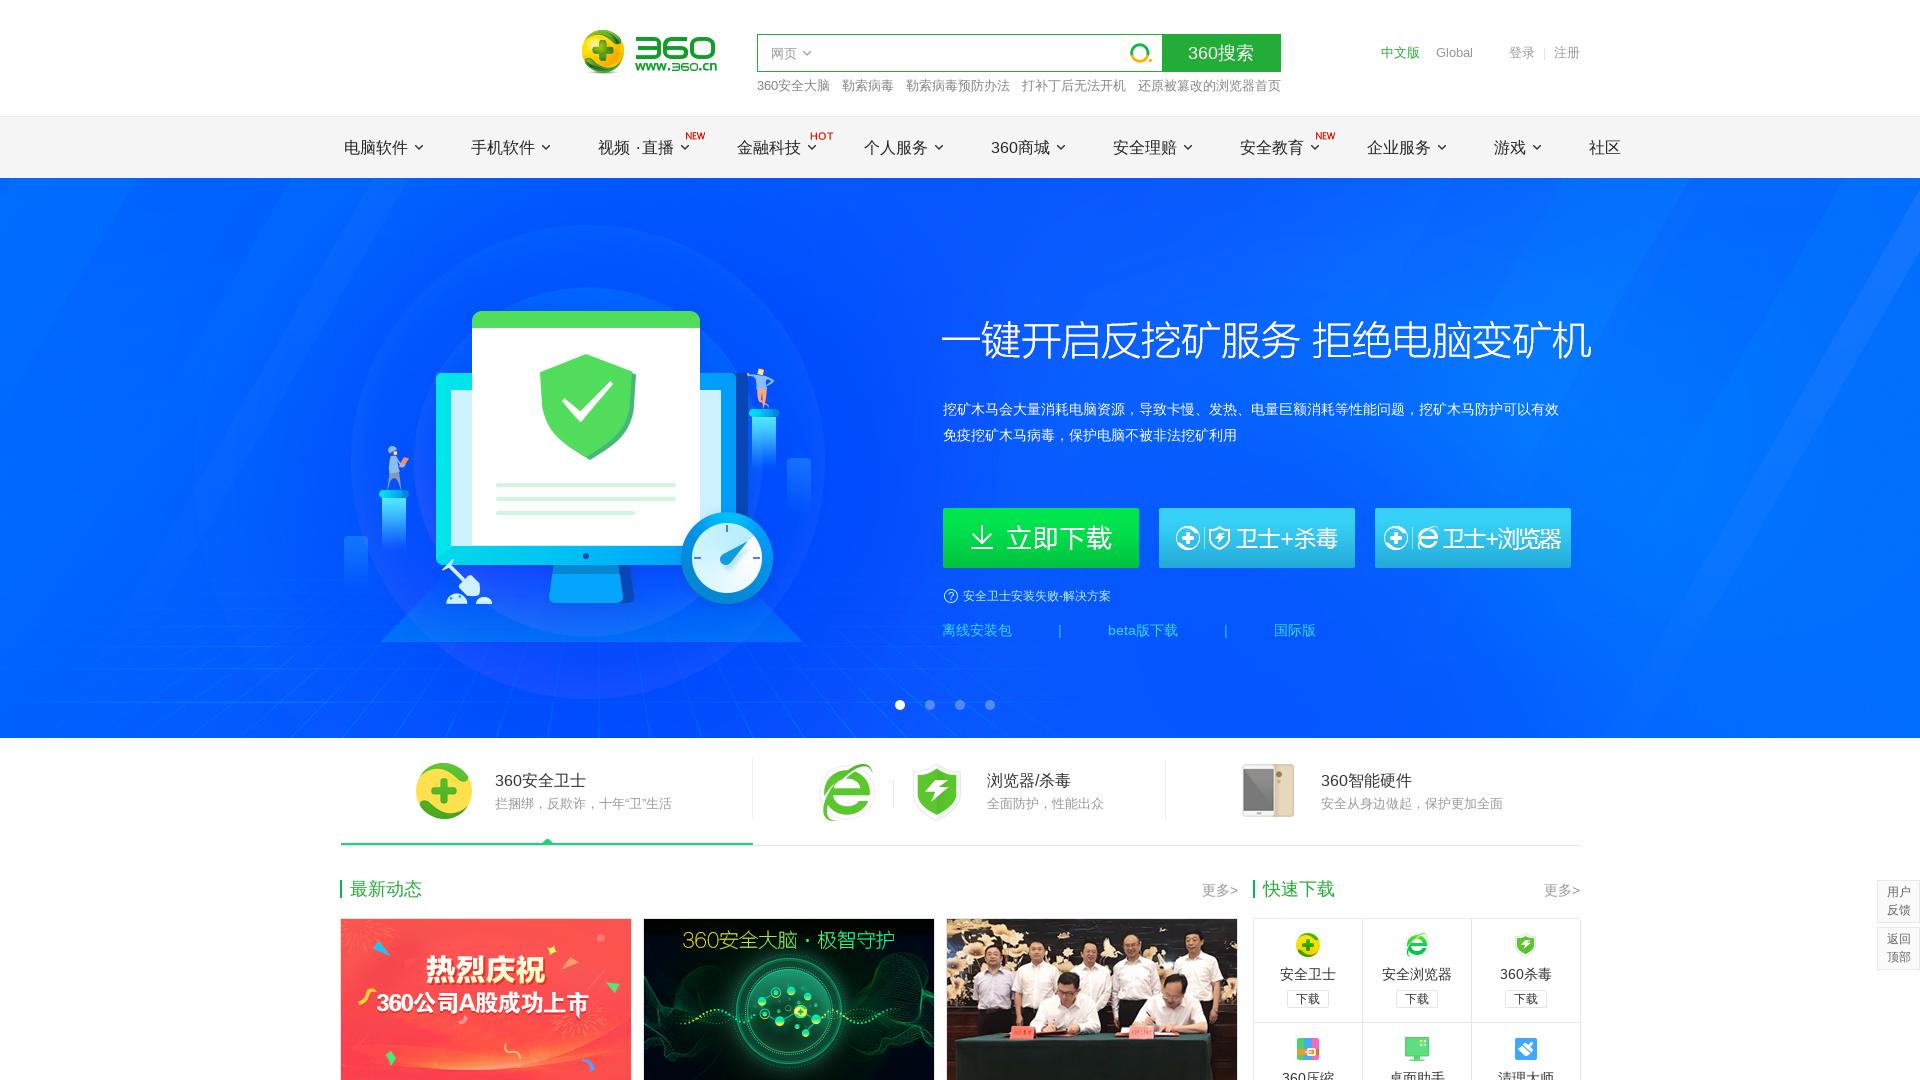 360
www.360.cn
网页
360搜索
中文版 Global 登录 | 注册
360安全大脑 勒索病毒 勒索病毒预防办法 打补丁后无法开机 还原被篡改的浏览器首页
电脑软件 手机软件 视频 ·直播 NEW 金融科技 HOT 个人服务 360商城 安全理赔 安全教育 NEW 企业服务 游戏 社区
一键开启反挖矿服务 拒绝电脑变矿机
挖矿木马会大量消耗电脑资源，导致卡慢、发热、电量巨额消耗等性能问题，挖矿木马防护可以有效
免疫挖矿木马病毒，保护电脑不被非法挖矿利用
立即下载 卫士+杀毒 卫士+浏览器
安全卫士安装失败-解决方案
离线安装包 | beta版下载 | 国际版
360安全卫士
拦捆绑，反欺诈，十年“卫”生活
浏览器/杀毒
全面防护，性能出众
360智能硬件
安全从身边做起，保护更加全面
最新动态 更多>
热烈庆祝
360公司A股成功上市
360安全大脑·极智守护
快速下载 更多>
安全卫士 安全浏览器 360杀毒
下载 下载 下载
360压缩 桌面助手 清理大师
用户
反馈
返回
顶部